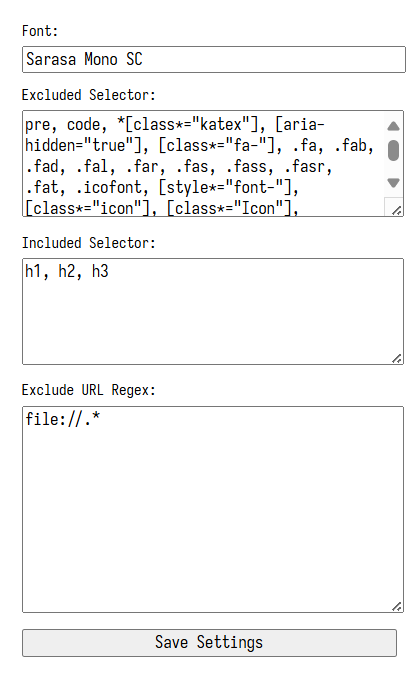 Font:
Sarasa Mono SC
Excluded Selector:
pre, code, *[class*="katex"], [aria-
hidden="true"], [class*="fa-"], .fa, .fab,
.fad, .fal, .far, .fas, .fass, .fasr,
.fat, .icofont, [style*="font-"],
[class*="icon"], [class*="Icon"],
Included Selector:
h1, h2, h3
Exclude URL Regex:
file://.*
Save Settings